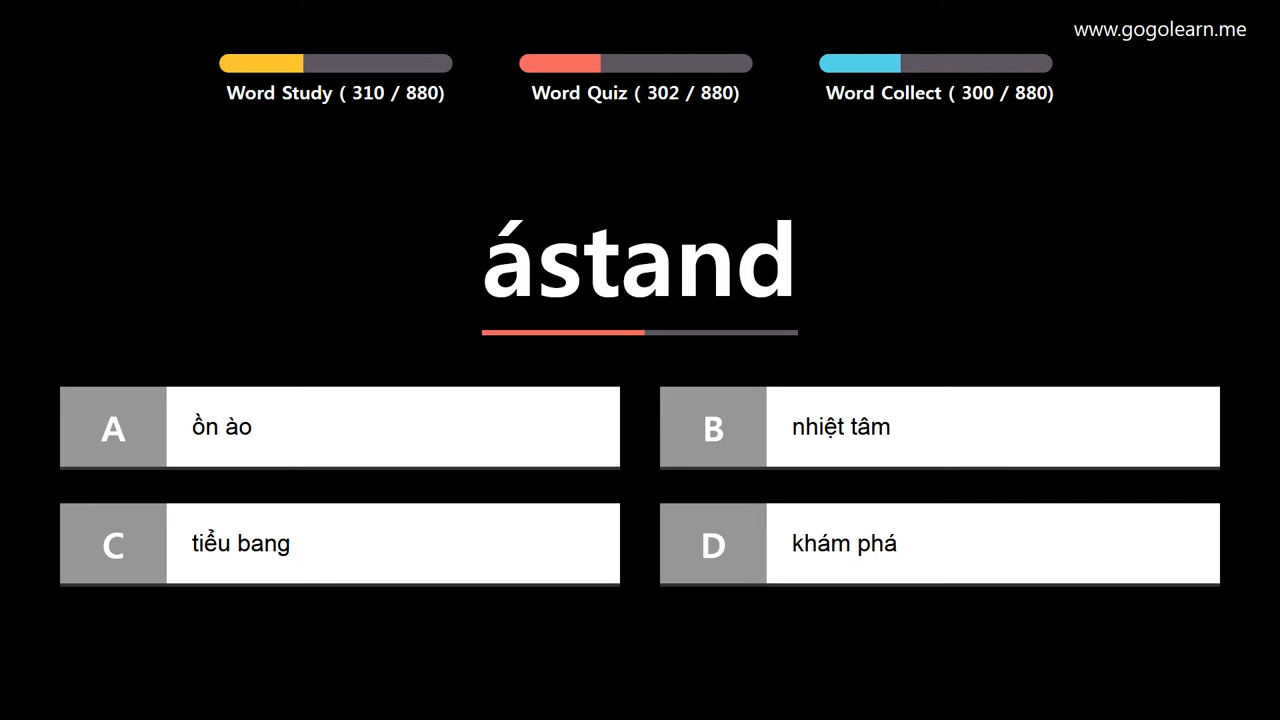 www.gogolearn.me
Word Study ( 310 / 880)
Word Quiz ( 302 / 880)
Word Collect ( 300 / 880)
ástand
A
ồn ào
B
nhiệt tâm
C
tiểu bang
D
khám phá